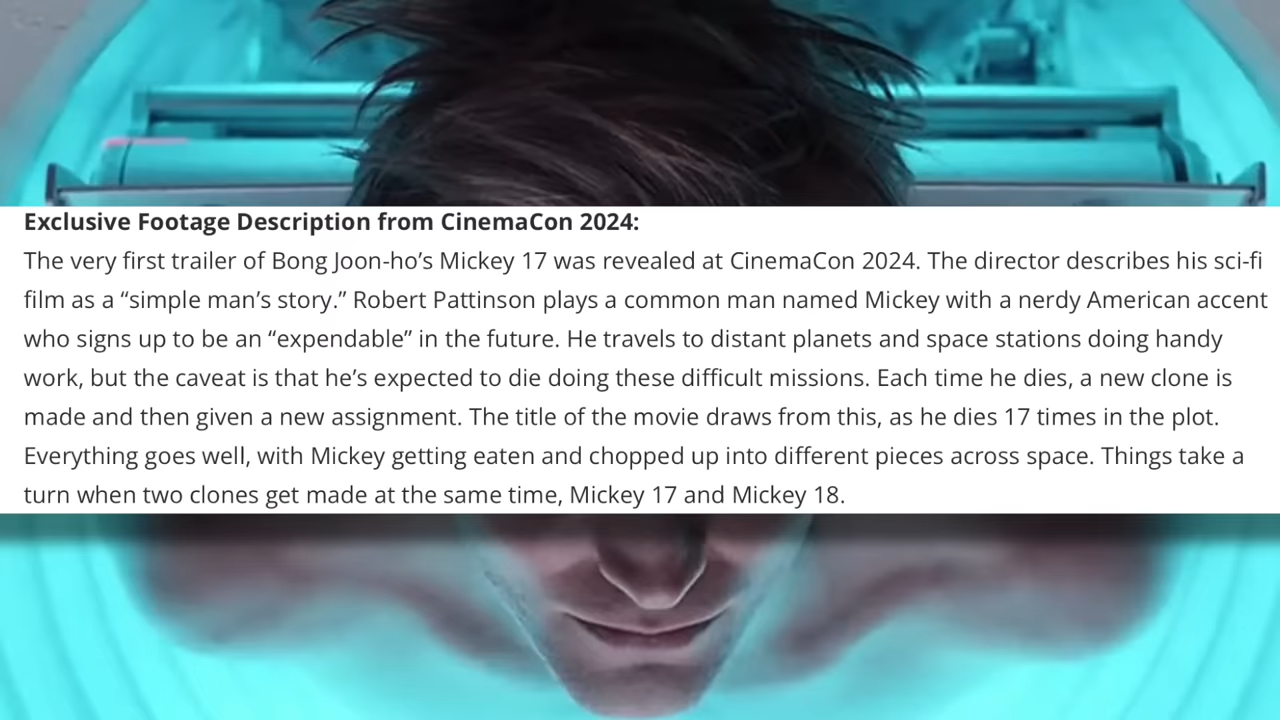 Exclusive Footage Description from CinemaCon 2024:
The very first trailer of Bong Joon-ho’s Mickey 17 was revealed at CinemaCon 2024. The director describes his sci-fi
film as a “simple man’s story.” Robert Pattinson plays a common man named Mickey with a nerdy American accent
who signs up to be an “expendable” in the future. He travels to distant planets and space stations doing handy
work, but the caveat is that he’s expected to die doing these difficult missions. Each time he dies, a new clone is
made and then given a new assignment. The title of the movie draws from this, as he dies 17 times in the plot.
Everything goes well, with Mickey getting eaten and chopped up into different pieces across space. Things take a
turn when two clones get made at the same time, Mickey 17 and Mickey 18.